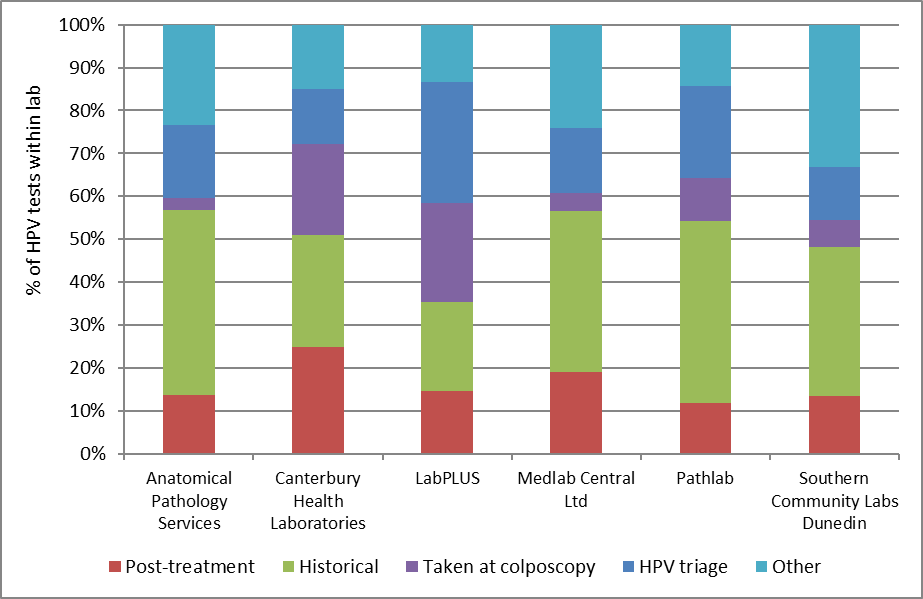 % of HPV tests within lab
100%
90%
80%
70%
60%
50%
40%
30%
20%
10%
0%
Anatomical
Pathology
Services
Canterbury
Health
Laboratories
LabPLUS
Medlab Central
Ltd
Pathlab
Southern
Community Labs
Dunedin
Post-treatment
Historical
Taken at colposcopy
HPV triage
Other